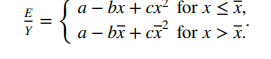 E/Y = { a − bx + cx² for x ≤ x̄,
a − bx̄ + cx̄² for x > x̄.